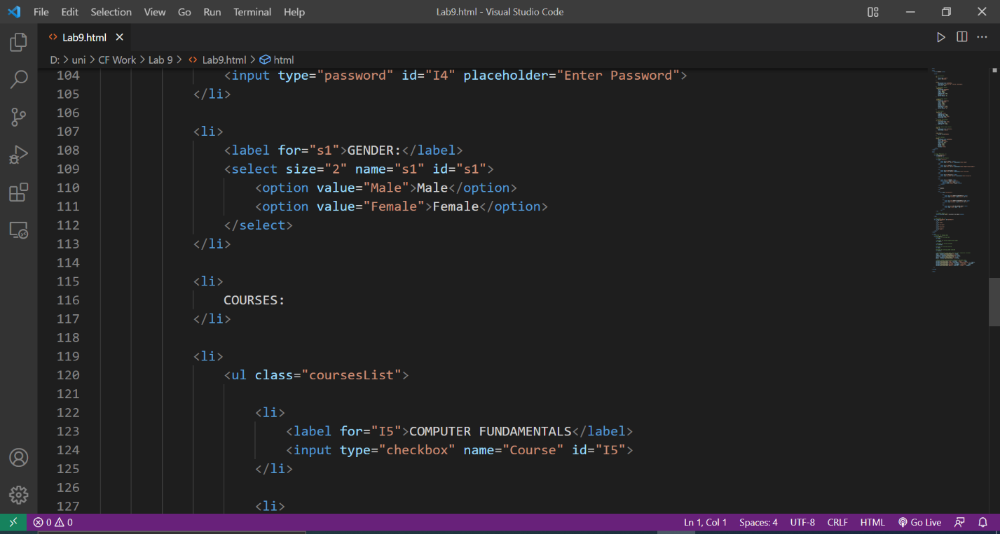 File Edit Selection View Go Run Terminal Help Lab9.html - Visual Studio Code
Lab9.html
D: > uni > CF Work > Lab 9 > Lab9.html > html
104 <input type="password" id="I4" placeholder="Enter Password">
105 </li>
106
107 <li>
108 <label for="s1">GENDER:</label>
109 <select size="2" name="s1" id="s1">
110 <option value="Male">Male</option>
111 <option value="Female">Female</option>
112 </select>
113 </li>
114
115 <li>
116 COURSES:
117 </li>
118
119 <li>
120 <ul class="coursesList">
121
122 <li>
123 <label for="I5">COMPUTER FUNDAMENTALS</label>
124 <input type="checkbox" name="Course" id="I5">
125 </li>
126
127 <li>
0 0 Ln 1, Col 1 Spaces: 4 UTF-8 CRLF HTML Go Live